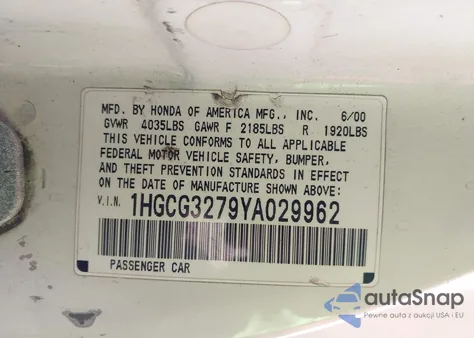 MFD. BY HONDA OF AMERICA MFG., INC. 6/00
GVWR 4035LBS GAWR F 2185LBS R 1920LBS
THIS VEHICLE CONFORMS TO ALL APPLICABLE
FEDERAL MOTOR VEHICLE SAFETY, BUMPER,
AND THEFT PREVENTION STANDARDS IN EFFECT
ON THE DATE OF MANUFACTURE SHOWN ABOVE:
V.I.N. 1HGCG3279YA029962
PASSENGER CAR
autoSnap
Pewne auta z aukcji USA i EU